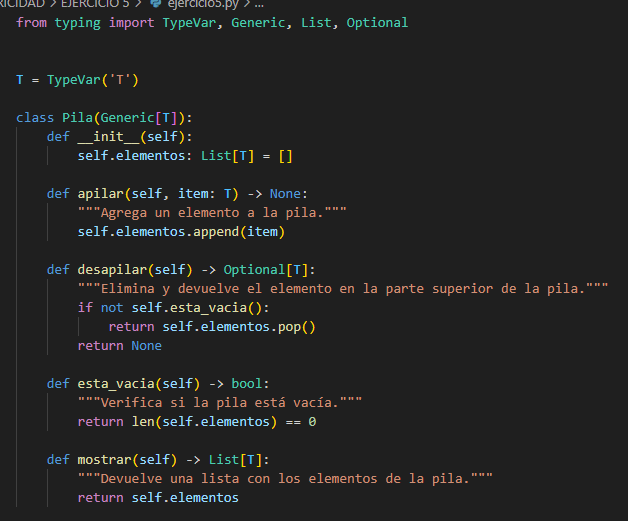 RICIDAD > EJERCICIO 5 > ejercicio5.py > ...
from typing import TypeVar, Generic, List, Optional
T = TypeVar('T')
class Pila(Generic[T]):
    def __init__(self):
        self.elementos: List[T] = []
    def apilar(self, item: T) -> None:
        """Agrega un elemento a la pila."""
        self.elementos.append(item)
    def desapilar(self) -> Optional[T]:
        """Elimina y devuelve el elemento en la parte superior de la pila."""
        if not self.esta_vacia():
            return self.elementos.pop()
        return None
    def esta_vacia(self) -> bool:
        """Verifica si la pila está vacía."""
        return len(self.elementos) == 0
    def mostrar(self) -> List[T]:
        """Devuelve una lista con los elementos de la pila."""
        return self.elementos